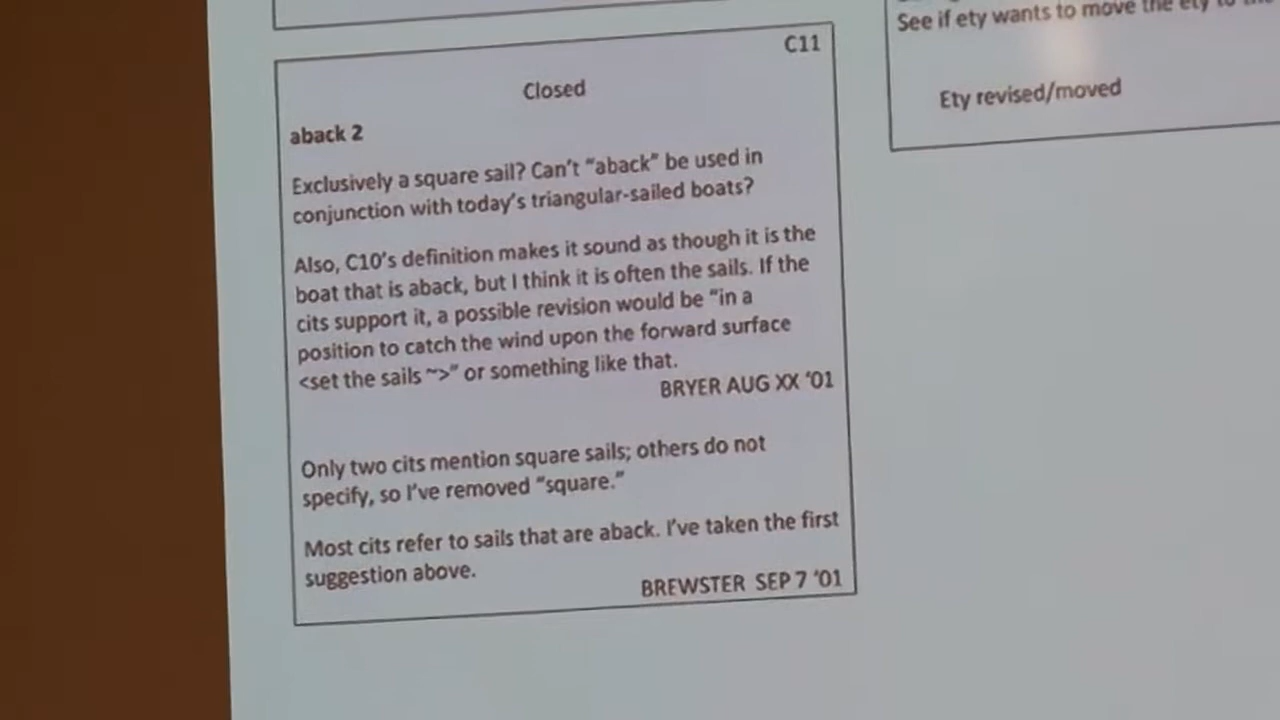 C11
Closed
aback 2
Exclusively a square sail? Can't “aback” be used in
conjunction with today's triangular-sailed boats?
Also, C10's definition makes it sound as though it is the
boat that is aback, but I think it is often the sails. If the
cits support it, a possible revision would be “in a
position to catch the wind upon the forward surface
<set the sails ~>” or something like that.
BRYER AUG XX '01
Only two cits mention square sails; others do not
specify, so I've removed “square.”
Most cits refer to sails that are aback. I've taken the first
suggestion above.
BREWSTER SEP 7 '01
See if ety wants to move the ety to the
Ety revised/moved